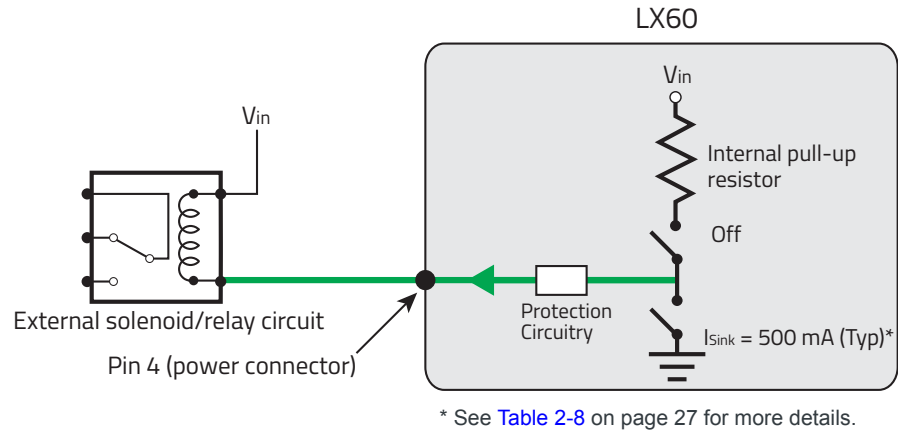 LX60
Vin
Vin
Internal pull-up
resistor
Off
Protection
Circuitry
ISink = 500 mA (Typ)*
External solenoid/relay circuit
Pin 4 (power connector)
* See Table 2-8 on page 27 for more details.